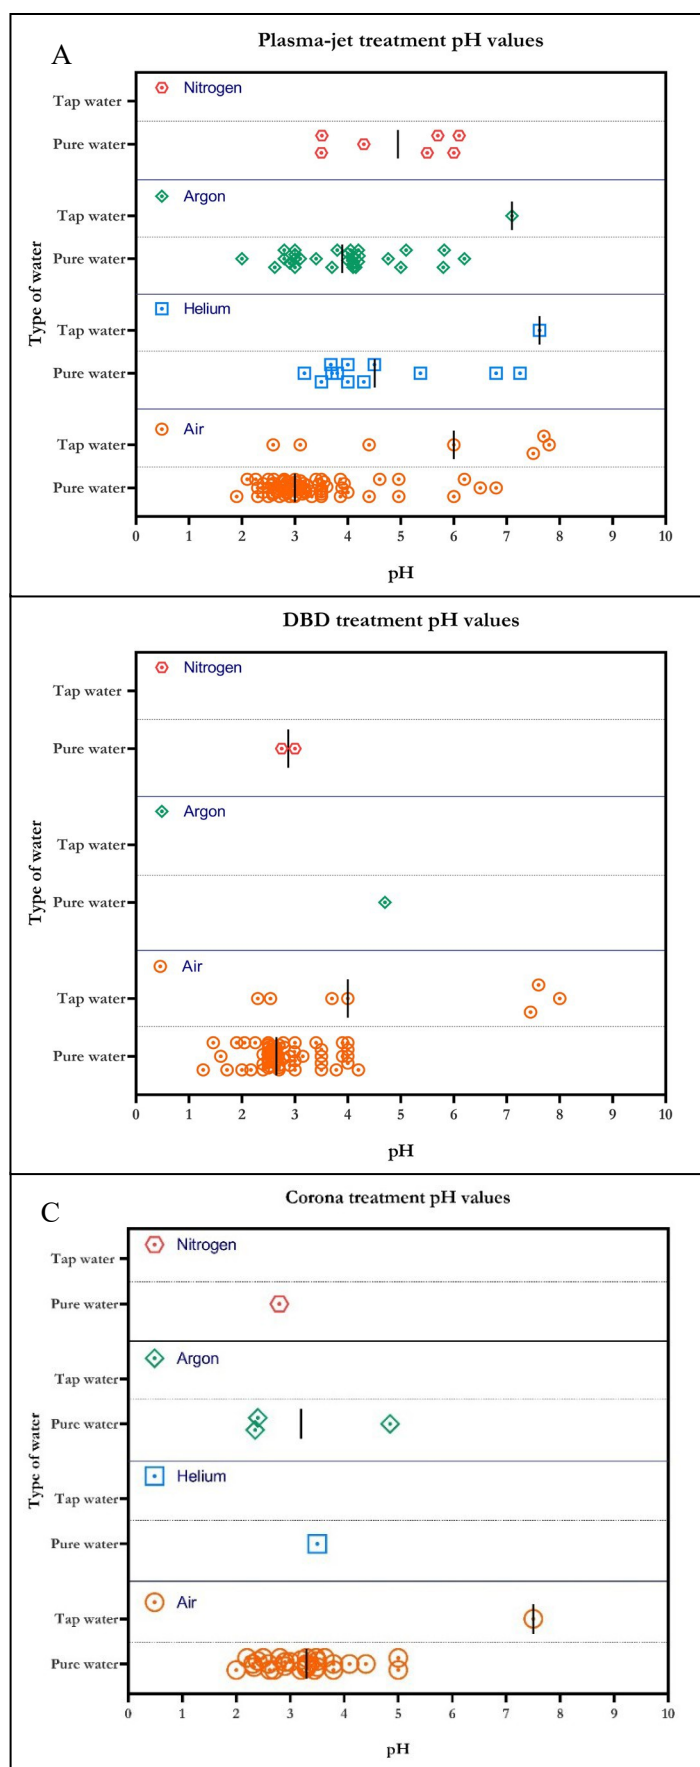 A
Plasma-jet treatment pH values
Nitrogen
Tap water
Pure water
Argon
Tap water
Pure water
Helium
Tap water
Pure water
Air
Tap water
Pure water
Type of water
0 1 2 3 4 5 6 7 8 9 10
pH
DBD treatment pH values
Nitrogen
Tap water
Pure water
Argon
Tap water
Pure water
Air
Tap water
Pure water
Type of water
0 1 2 3 4 5 6 7 8 9 10
pH
C
Corona treatment pH values
Nitrogen
Tap water
Pure water
Argon
Tap water
Pure water
Helium
Tap water
Pure water
Air
Tap water
Pure water
Type of water
0 1 2 3 4 5 6 7 8 9 10
pH